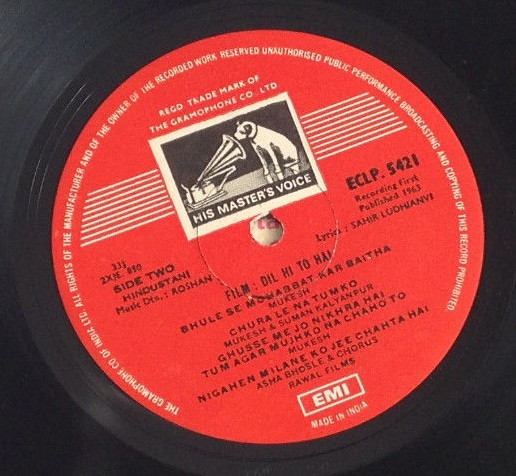 THE GRAMOPHONE CO. OF INDIA LTD. ALL RIGHTS OF THE MANUFACTURER AND OF THE OWNER OF THE RECORDED WORK RESERVED UNAUTHORISED PUBLIC PERFORMANCE BROADCASTING AND COPYING OF THIS RECORD PROHIBITED.
REGD. TRADE MARK OF
THE GRAMOPHONE CO. LTD
HIS MASTER'S VOICE
ECLP. 5421
Recording First
Published. 1963
Lyrics: SAHIR LUDHIANVI
33⅓
2XJE. 890
SIDE TWO
HINDUSTANI
Music Dir.: ROSHAN
FILM: DIL HI TO HAI
BHULE SE MOHABBAT KAR BAITHA
MUKESH
CHURA LE NA TUMKO
MUKESH & SUMAN KALYANPUR
GHUSSE ME JO NIKHRA HAI
TUM AGAR MUJHKO NA CHAHO TO
MUKESH
NIGAHEN MILANE KO JEE CHAHTA HAI
ASHA BHOSLE & CHORUS
RAWAL FILMS
EMI
MADE IN INDIA